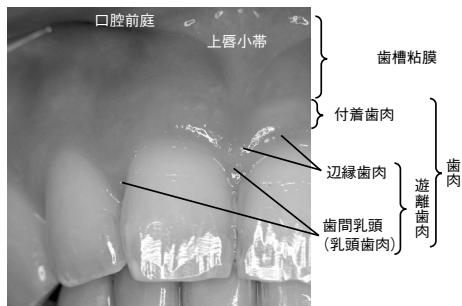 口腔前庭
上唇小帯
歯槽粘膜
付着歯肉
辺縁歯肉
歯間乳頭
（乳頭歯肉）
遊離歯肉
歯肉